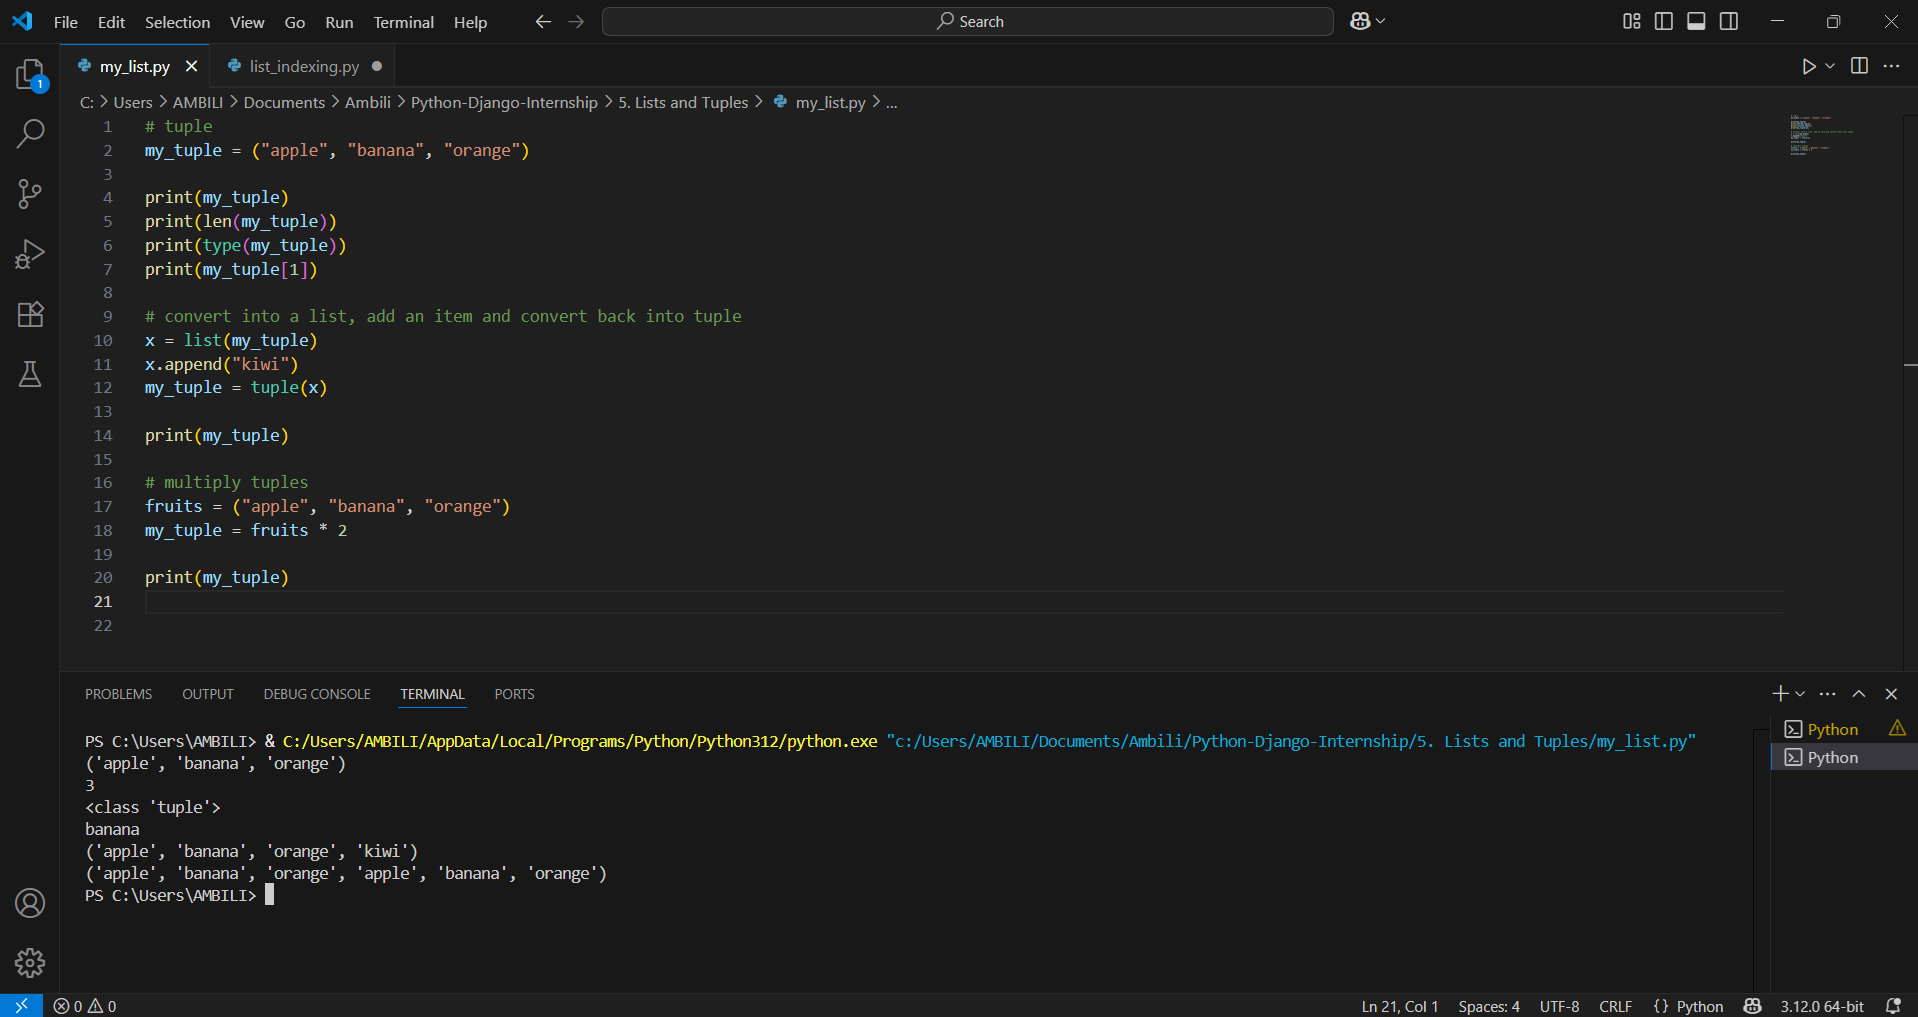 File Edit Selection View Go Run Terminal Help Search
my_list.py list_indexing.py
1
C: > Users > AMBILI > Documents > Ambili > Python-Django-Internship > 5. Lists and Tuples > my_list.py > ...
1 # tuple
2 my_tuple = ("apple", "banana", "orange")
3
4 print(my_tuple)
5 print(len(my_tuple))
6 print(type(my_tuple))
7 print(my_tuple[1])
8
9 # convert into a list, add an item and convert back into tuple
10 x = list(my_tuple)
11 x.append("kiwi")
12 my_tuple = tuple(x)
13
14 print(my_tuple)
15
16 # multiply tuples
17 fruits = ("apple", "banana", "orange")
18 my_tuple = fruits * 2
19
20 print(my_tuple)
21
22
PROBLEMS OUTPUT DEBUG CONSOLE TERMINAL PORTS
PS C:\Users\AMBILI> & C:/Users/AMBILI/AppData/Local/Programs/Python/Python312/python.exe "c:/Users/AMBILI/Documents/Ambili/Python-Django-Internship/5. Lists and Tuples/my_list.py"
('apple', 'banana', 'orange')
3
<class 'tuple'>
banana
('apple', 'banana', 'orange', 'kiwi')
('apple', 'banana', 'orange', 'apple', 'banana', 'orange')
PS C:\Users\AMBILI>
Python
Python
0 0 Ln 21, Col 1 Spaces: 4 UTF-8 CRLF {} Python 3.12.0 64-bit